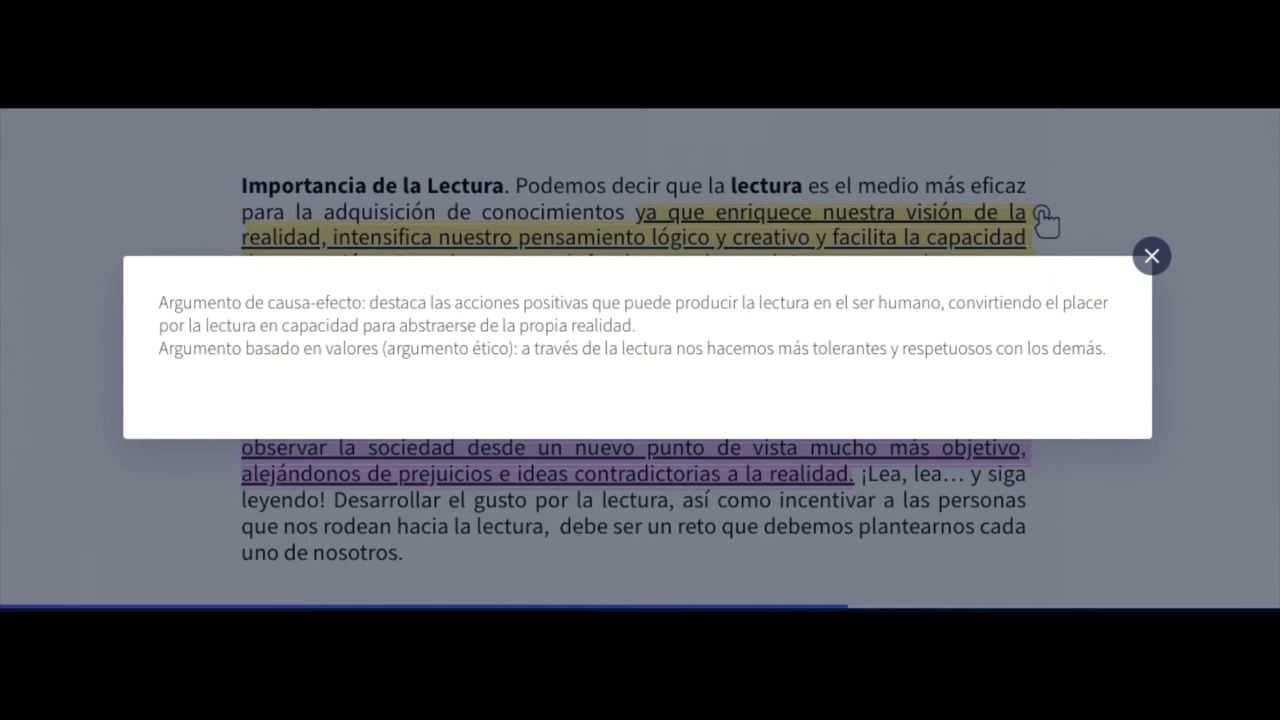 Importancia de la Lectura. Podemos decir que la lectura es el medio más eficaz
para la adquisición de conocimientos ya que enriquece nuestra visión de la
realidad, intensifica nuestro pensamiento lógico y creativo y facilita la capacidad
Argumento de causa-efecto: destaca las acciones positivas que puede producir la lectura en el ser humano, convirtiendo el placer
por la lectura en capacidad para abstraerse de la propia realidad.
Argumento basado en valores (argumento ético): a través de la lectura nos hacemos más tolerantes y respetuosos con los demás.
observar la sociedad desde un nuevo punto de vista mucho más objetivo,
alejándonos de prejuicios e ideas contradictorias a la realidad. ¡Lea, lea… y siga
leyendo! Desarrollar el gusto por la lectura, así como incentivar a las personas
que nos rodean hacia la lectura, debe ser un reto que debemos plantearnos cada
uno de nosotros.